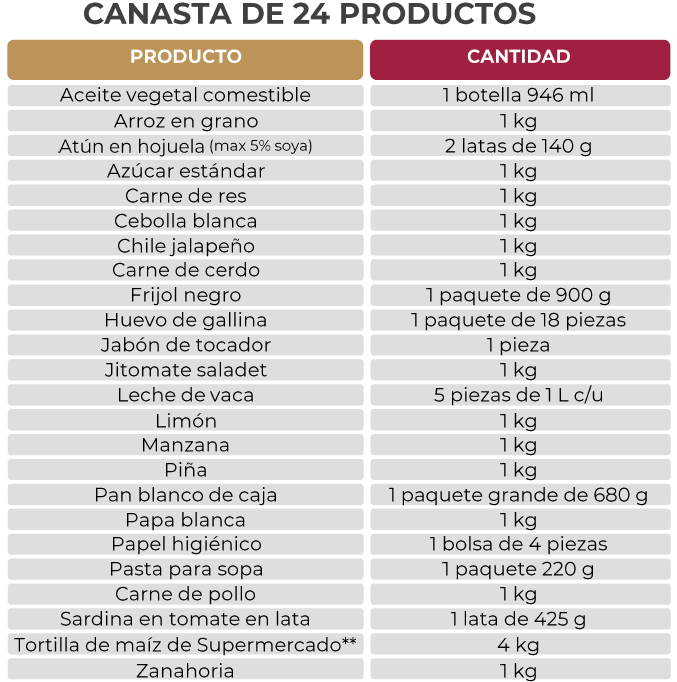 CANASTA DE 24 PRODUCTOS
PRODUCTO CANTIDAD
Aceite vegetal comestible 1 botella 946 ml
Arroz en grano 1 kg
Atún en hojuela (max 5% soya) 2 latas de 140 g
Azúcar estándar 1 kg
Carne de res 1 kg
Cebolla blanca 1 kg
Chile jalapeño 1 kg
Carne de cerdo 1 kg
Frijol negro 1 paquete de 900 g
Huevo de gallina 1 paquete de 18 piezas
Jabón de tocador 1 pieza
Jitomate saladet 1 kg
Leche de vaca 5 piezas de 1 L c/u
Limón 1 kg
Manzana 1 kg
Piña 1 kg
Pan blanco de caja 1 paquete grande de 680 g
Papa blanca 1 kg
Papel higiénico 1 bolsa de 4 piezas
Pasta para sopa 1 paquete 220 g
Carne de pollo 1 kg
Sardina en tomate en lata 1 lata de 425 g
Tortilla de maíz de Supermercado** 4 kg
Zanahoria 1 kg